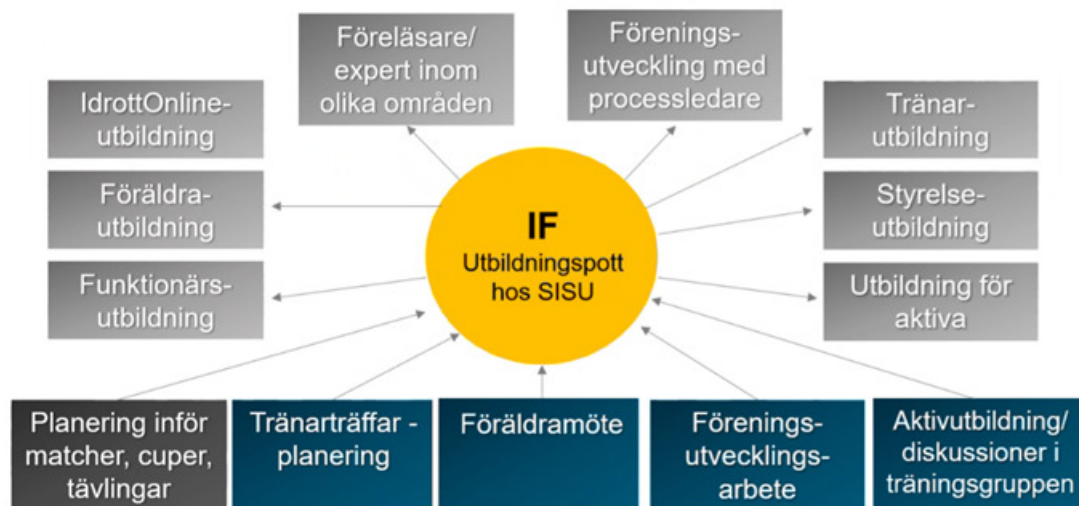 Föreläsare/
expert inom
olika områden
Förenings-
utveckling med
processledare
IdrottOnline-
utbildning
Tränar-
utbildning
Föräldra-
utbildning
Styrelse-
utbildning
Funktionärs-
utbildning
Utbildning för
aktiva
IF
Utbildningspott
hos SISU
Planering inför
matcher, cuper,
tävlingar
Tränarträffar -
planering
Föräldramöte
Förenings-
utvecklings-
arbete
Aktivutbildning/
diskussioner i
träningsgruppen